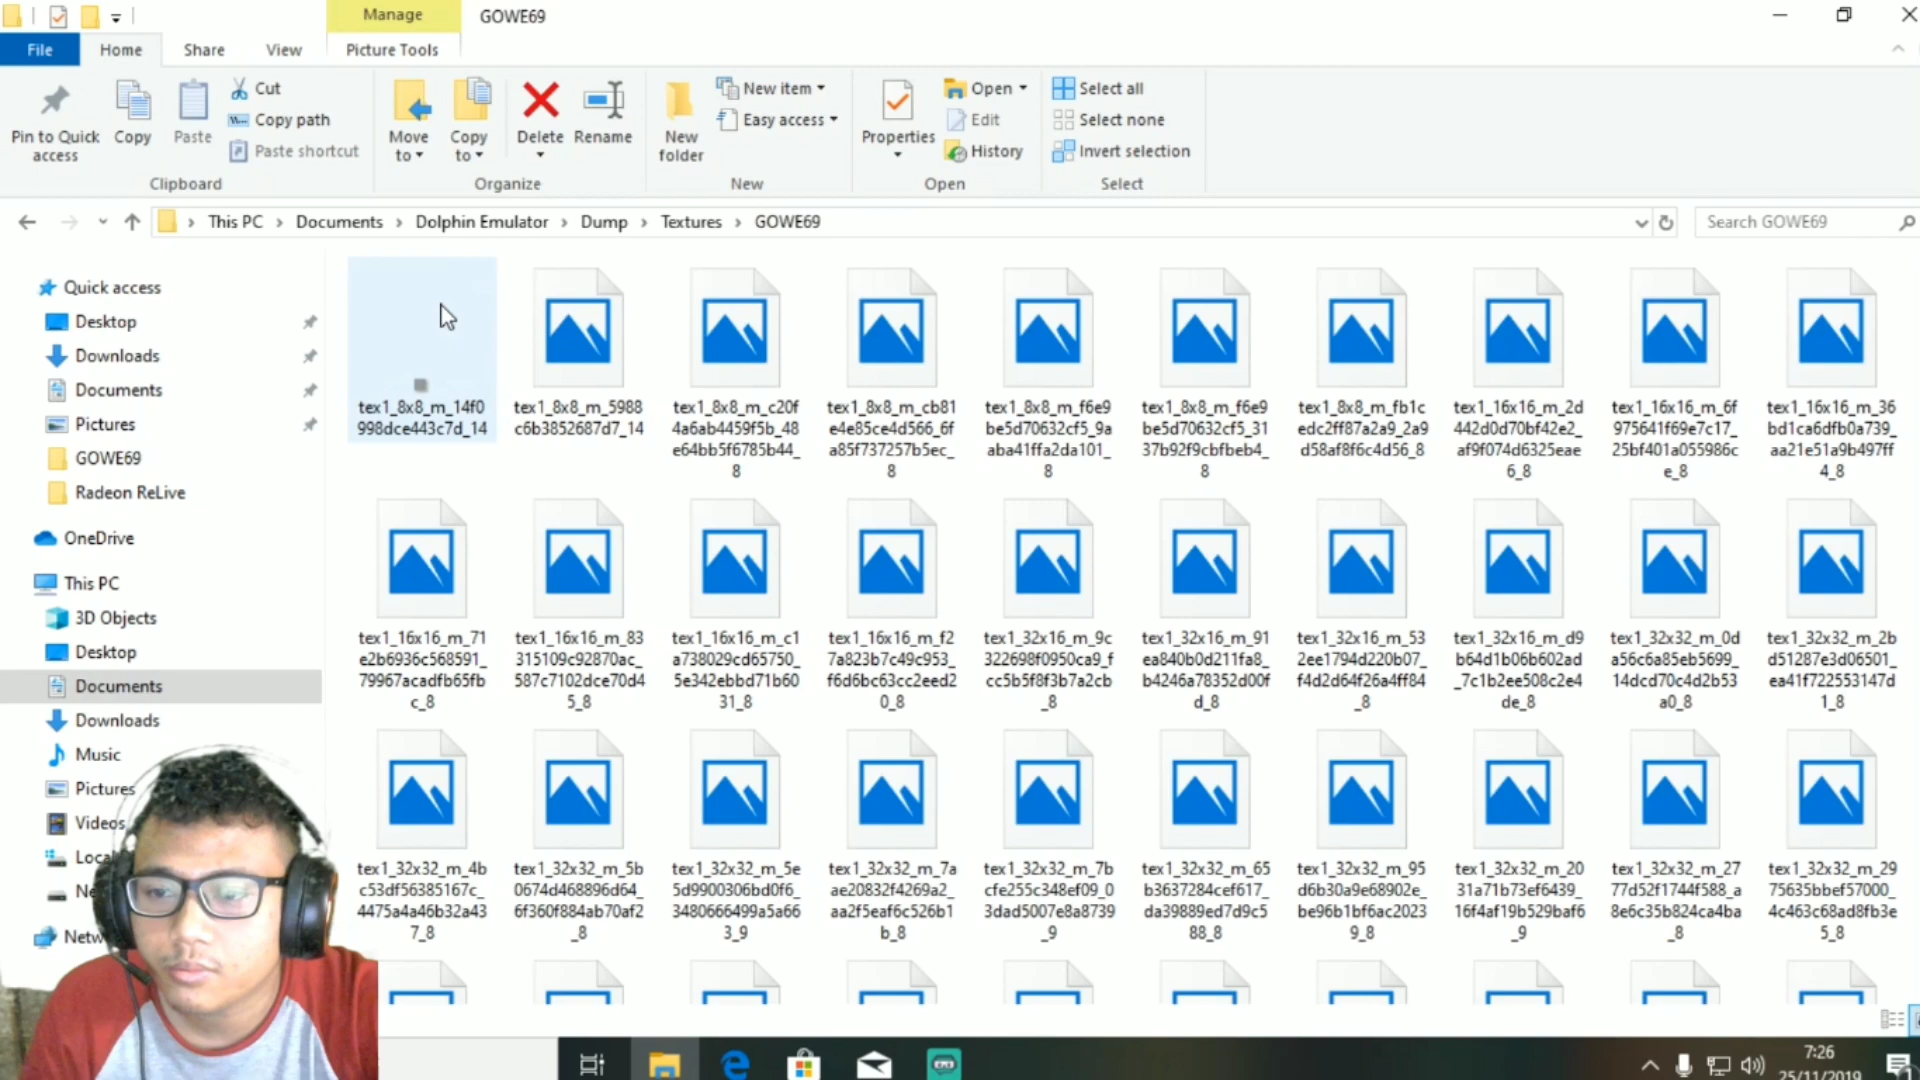 Manage
GOWE69
File
Home
Share
View
Picture Tools
Pin to Quick access
Copy
Paste
Cut
Copy path
Paste shortcut
Clipboard
Move to
Copy to
Delete
Rename
Organize
New folder
New item
Easy access
New
Properties
Open
Edit
History
Open
Select all
Select none
Invert selection
Select
This PC > Documents > Dolphin Emulator > Dump > Textures > GOWE69
Search GOWE69
Quick access
Desktop
Downloads
Documents
Pictures
GOWE69
Radeon ReLive
OneDrive
This PC
3D Objects
Desktop
Documents
Downloads
Music
Pictures
Videos
Loca
Ne
Netw
tex1_8x8_m_14f0
998dce443c7d_14
tex1_8x8_m_5988
c6b3852687d7_14
tex1_8x8_m_c20f
4a6ab4459f5b_48
e64bb5f6785b44_
8
tex1_8x8_m_cb81
e4e85ce4d566_6f
a85f737257b5ec_
8
tex1_8x8_m_f6e9
be5d70632cf5_9a
aba41ffa2da101_
8
tex1_8x8_m_f6e9
be5d70632cf5_31
37b92f9cbfbeb4_
8
tex1_8x8_m_fb1c
edc2ff87a2a9_2a9
d58af8f6c4d56_8
tex1_16x16_m_2d
442d0d70bf42e2_
af9f074d6325eae
6_8
tex1_16x16_m_6f
975641f69e7c17_
25bf401a055986c
e_8
tex1_16x16_m_36
bd1ca6dfb0a739_
aa21e51a9b497ff
4_8
tex1_16x16_m_71
e2b6936c568591_
79967acadfb65fb
c_8
tex1_16x16_m_83
315109c92870ac_
587c7102dce70d4
5_8
tex1_16x16_m_c1
a738029cd65750_
5e342ebbd71b60
31_8
tex1_16x16_m_f2
7a823b7c49c953_
f6d6bc63cc2eed2
0_8
tex1_32x16_m_9c
322698f0950ca9_f
cc5b5f8f3b7a2cb
_8
tex1_32x16_m_91
ea840b0d211fa8_
b4246a78352d00f
d_8
tex1_32x16_m_53
2ee1794d220b07_
f4d2d64f26a4ff84
_8
tex1_32x16_m_d9
b64d1b06b602ad
_7c1b2ee508c2e4
de_8
tex1_32x32_m_0d
a56c6a85eb5699_
14dcd70c4d2b53
a0_8
tex1_32x32_m_2b
d51287e3d06501_
ea41f722553147d
1_8
tex1_32x32_m_4b
c53df56385167c_
4475a4a46b32a43
7_8
tex1_32x32_m_5b
0674d468896d64_
6f360f884ab70af2
_8
tex1_32x32_m_5e
5d9900306bd0f6_
3480666499a5a66
3_9
tex1_32x32_m_7a
ae20832f4269a2_
aa2f5eaf6c526b1
b_8
tex1_32x32_m_7b
cfe255c348ef09_0
3dad5007e8a8739
_9
tex1_32x32_m_65
b3637284cef617_
da39889ed7d9c5
88_8
tex1_32x32_m_95
d6b30a9e68902e_
be96b1bf6ac2023
9_8
tex1_32x32_m_20
31a71b73ef6439_
16f4af19b529baf6
_9
tex1_32x32_m_27
77d52f1744f588_a
8e6c35b824ca4ba
_8
tex1_32x32_m_29
75635bbef57000_
4c463c68ad8fb3e
5_8
7:26
25/11/2019